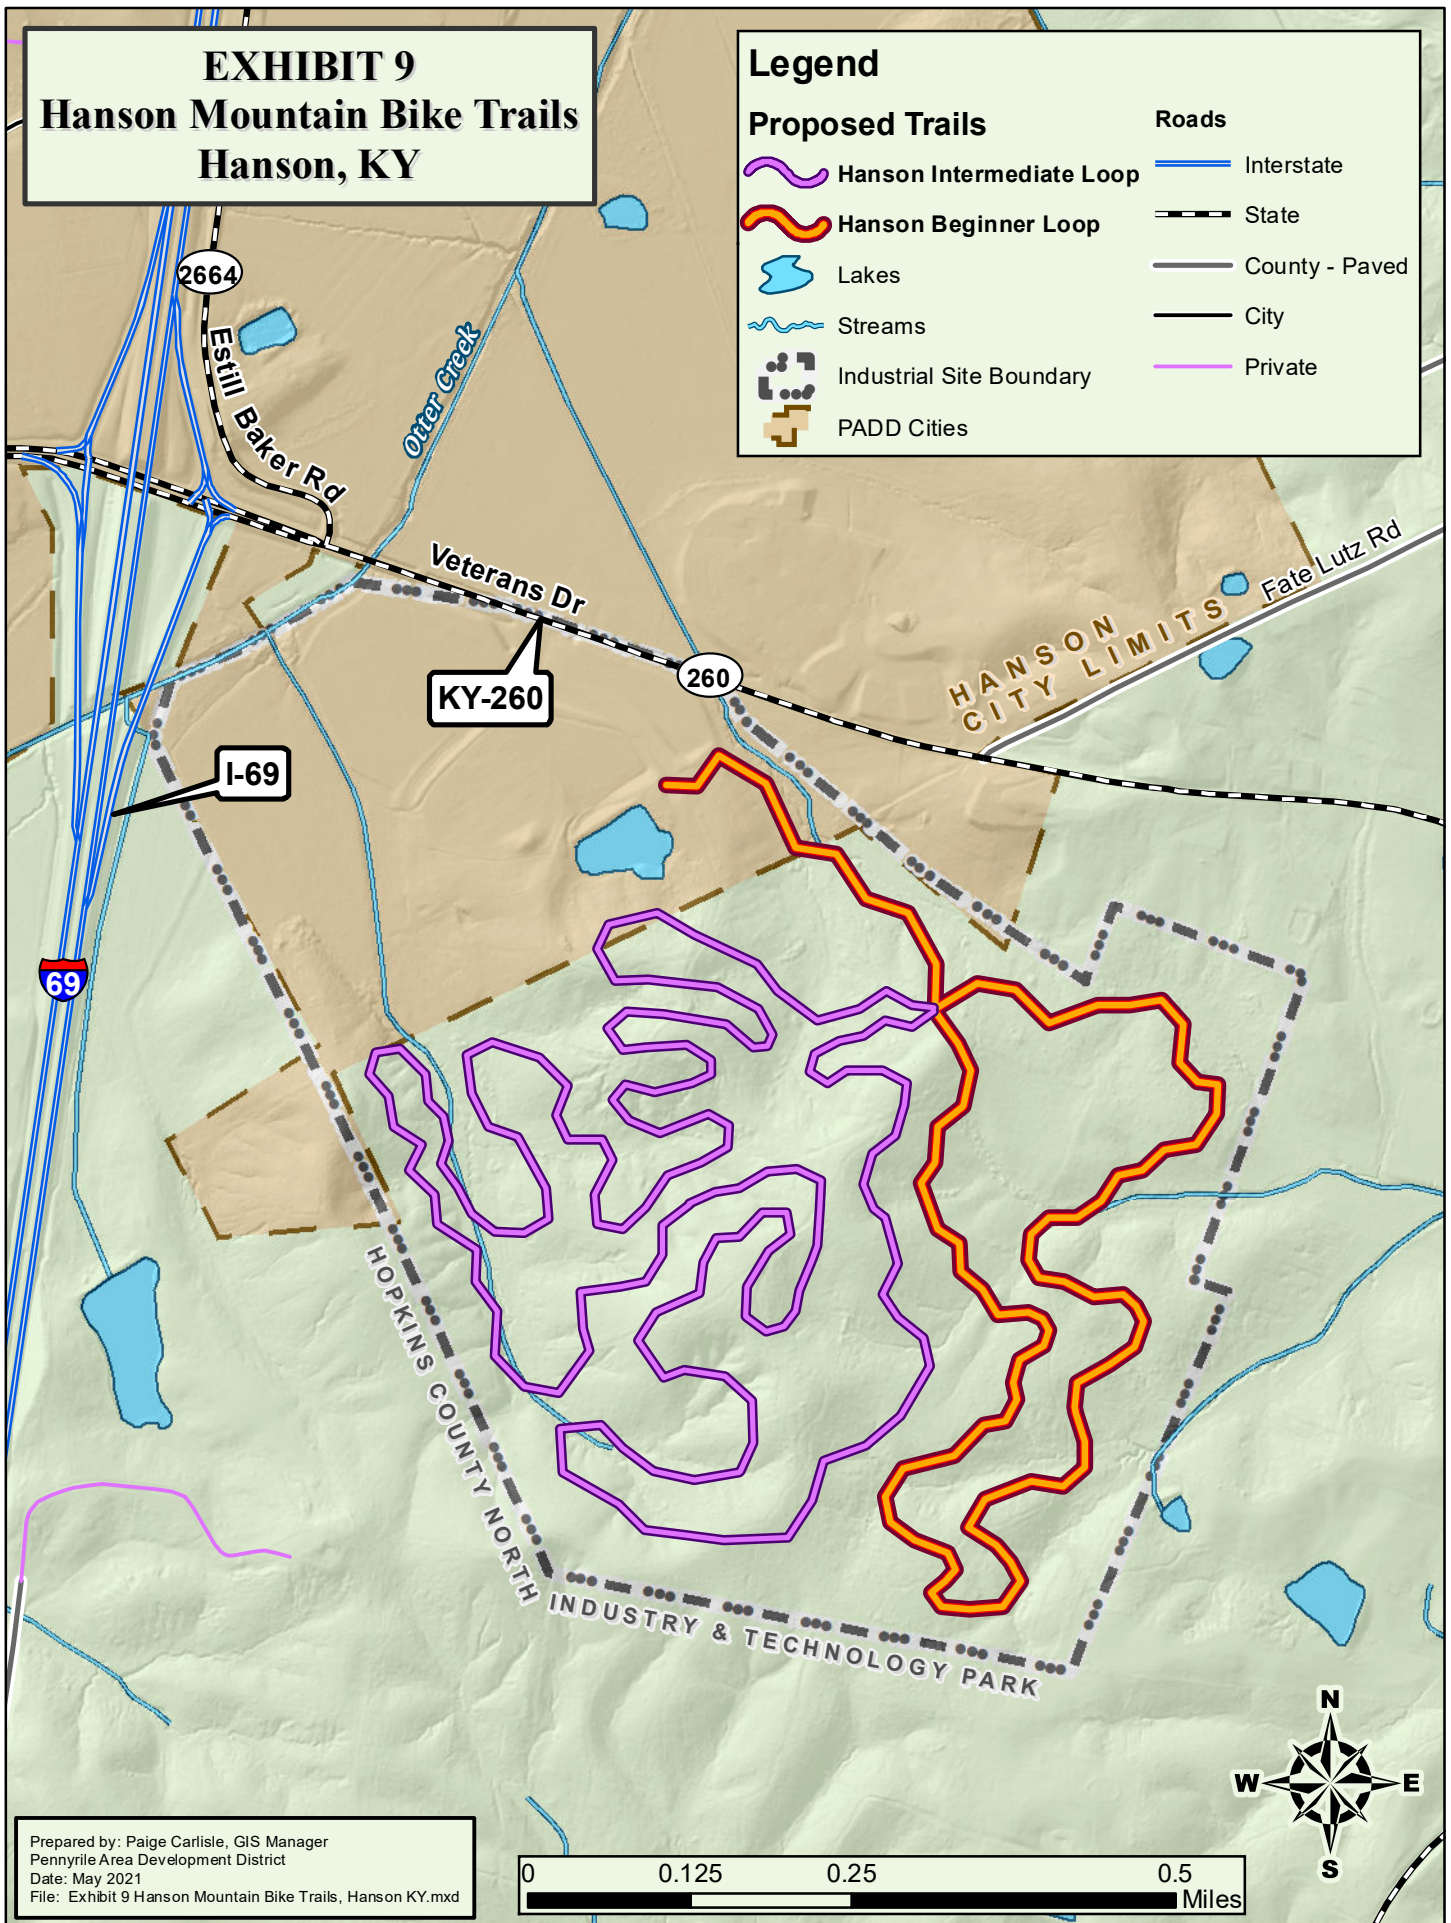 EXHIBIT 9
Hanson Mountain Bike Trails
Hanson, KY
Legend
Proposed Trails
Hanson Intermediate Loop
Hanson Beginner Loop
Lakes
Streams
Industrial Site Boundary
PADD Cities
Roads
Interstate
State
County - Paved
City
Private
2664
Estill Baker Rd
Otter Creek
Veterans Dr
KY-260
260
Fate Lutz Rd
HANSON
CITY LIMITS
I-69
69
HOPKINS COUNTY NORTH
INDUSTRY & TECHNOLOGY PARK
N
W
E
S
Prepared by: Paige Carlisle, GIS Manager
Pennyrile Area Development District
Date: May 2021
File: Exhibit 9 Hanson Mountain Bike Trails, Hanson KY.mxd
0 0.125 0.25 0.5
Miles